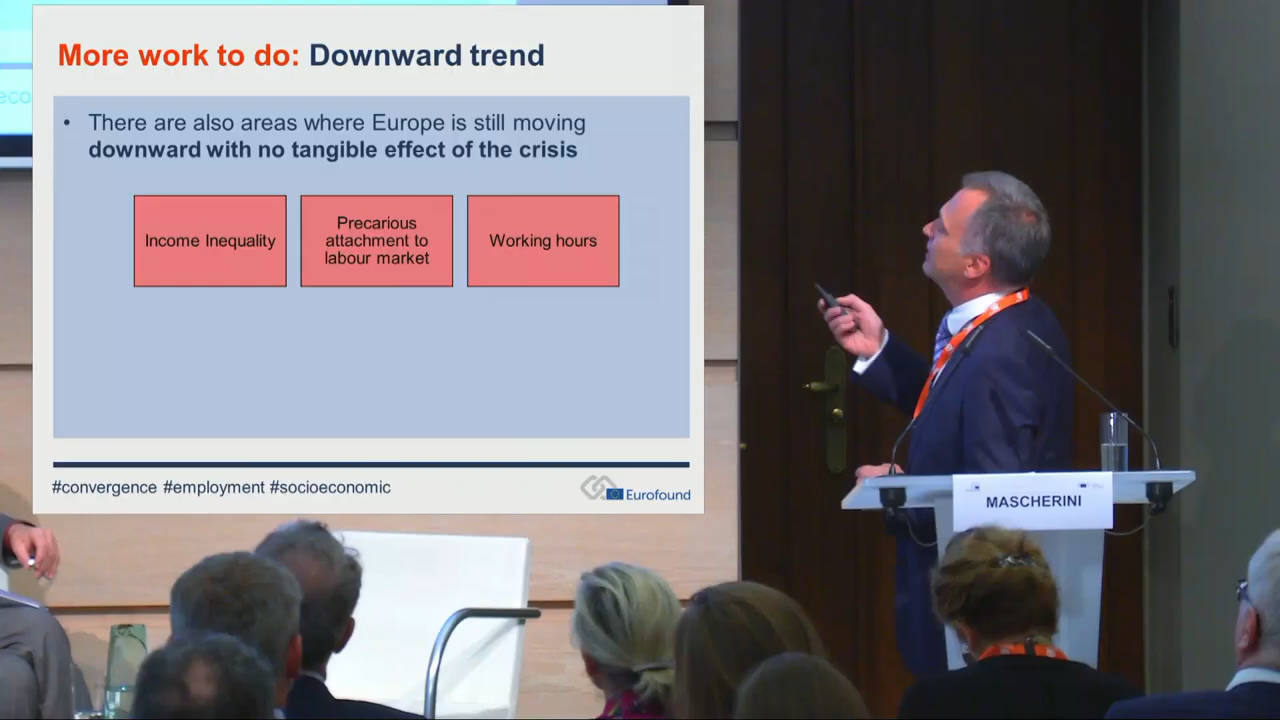 eco
More work to do: Downward trend
• There are also areas where Europe is still moving
downward with no tangible effect of the crisis
Income Inequality
Precarious
attachment to
labour market
Working hours
#convergence #employment #socioeconomic
Eurofound
MASCHERINI